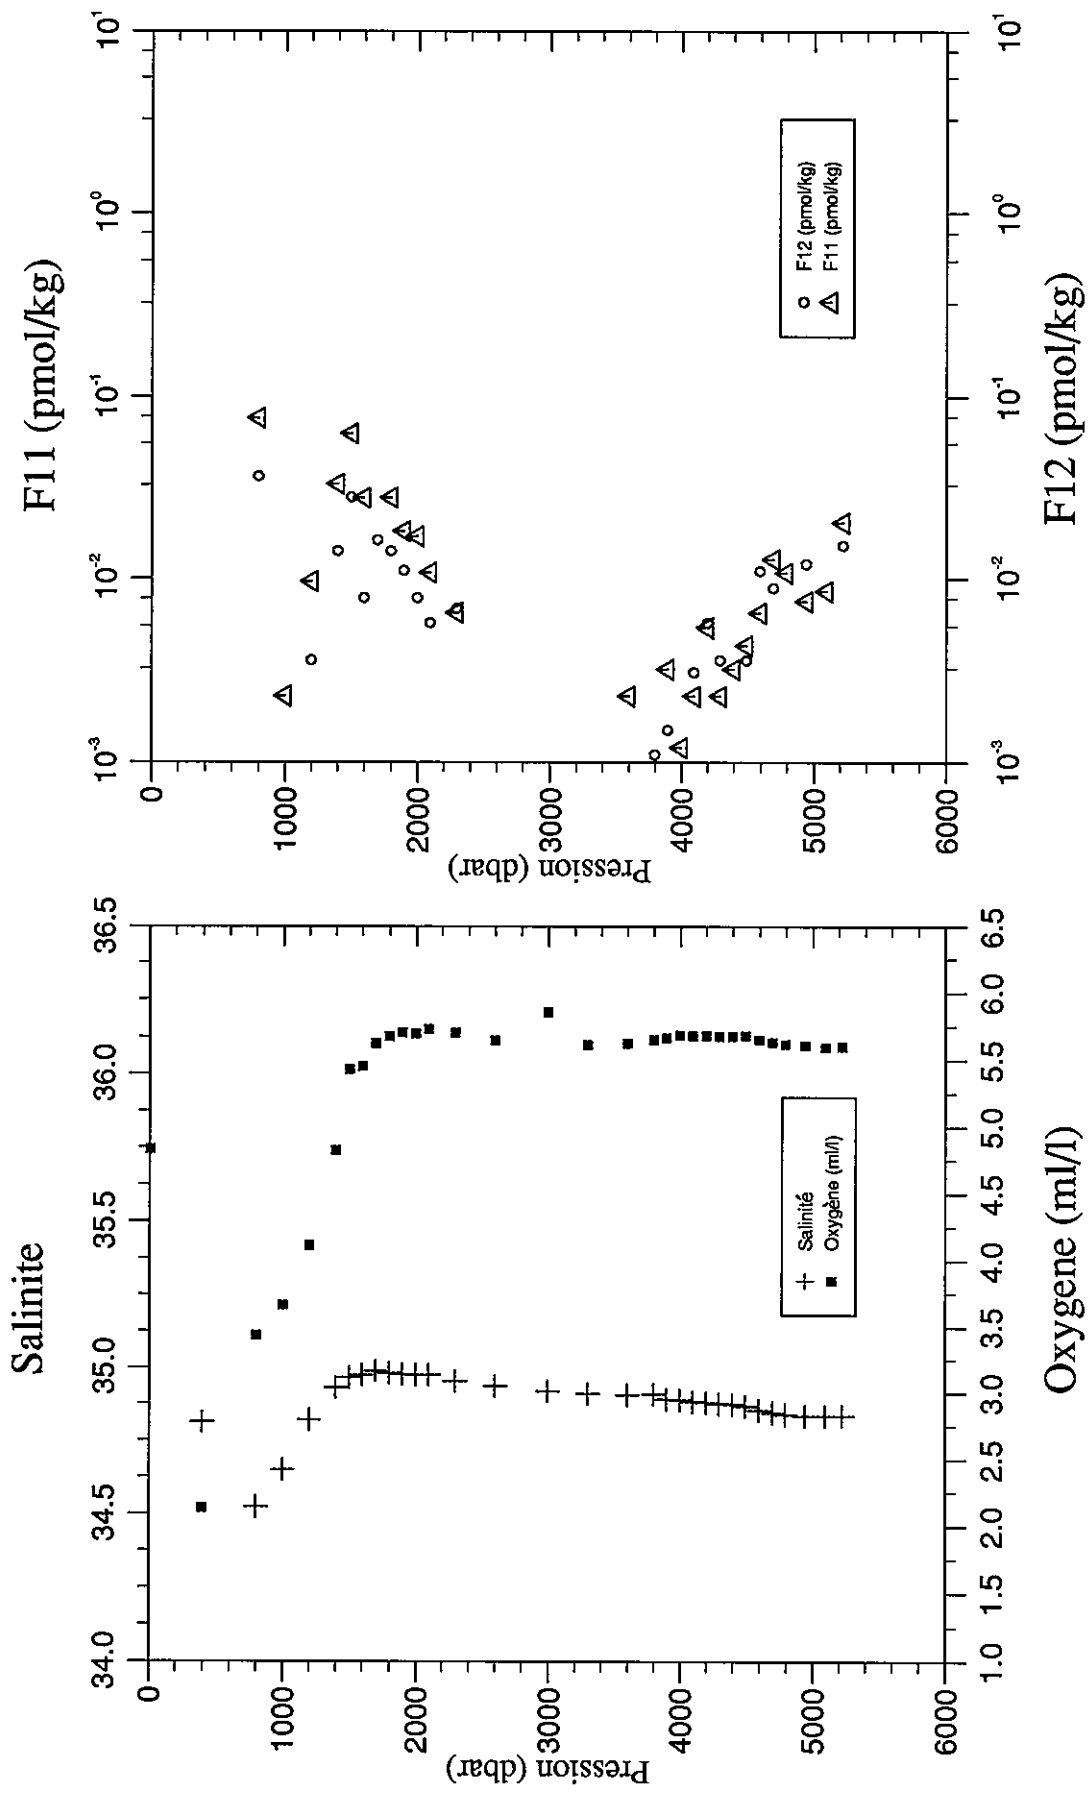 Salinite
34.0 34.5 35.0 35.5 36.0 36.5
Pression (dbar)
0
1000
2000
3000
4000
5000
6000
Salinité
Oxygène (ml/l)
1.0 1.5 2.0 2.5 3.0 3.5 4.0 4.5 5.0 5.5 6.0 6.5
Oxygene (ml/l)
F11 (pmol/kg)
10⁻³ 10⁻² 10⁻¹ 10⁰ 10¹
Pression (dbar)
0
1000
2000
3000
4000
5000
6000
F12 (pmol/kg)
F11 (pmol/kg)
10⁻³ 10⁻² 10⁻¹ 10⁰ 10¹
F12 (pmol/kg)